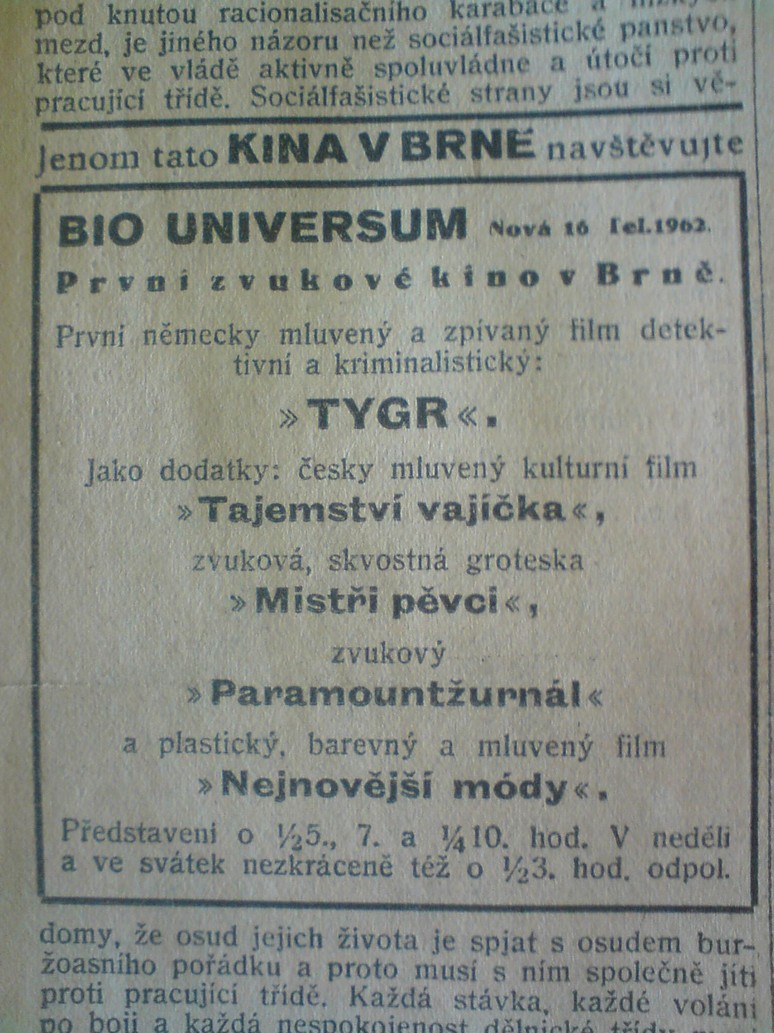 pod knutou racionalisačního karabáče a
mezd, je jiného názoru než sociálfašistické panstvo,
které ve vládě aktivně spoluvládne a útočí proti
pracující třídě. Sociálfašistické strany jsou si vě-
Jenom tato KINA V BRNĚ navštěvujte
BIO UNIVERSUM Nová 16 Tel. 1962.
První zvukové kino v Brně.
První německy mluvený a zpívaný film detek-
tivní a kriminalistický:
»TYGR«.
Jako dodatky: česky mluvený kulturní film
»Tajemství vajíčka«,
zvuková, skvostná groteska
»Mistři pěvci«,
zvukový
»Paramountžurnál«
a plastický, barevný a mluvený film
»Nejnovější módy«.
Představení o ½5., 7. a ¼10. hod. V neděli
a ve svátek nezkráceně též o ½3. hod. odpol.
domy, že osud jejich života je spjat s osudem bur-
žoasního pořádku a proto musí s ním společně jíti
proti pracující třídě. Každá stávka, každé volání
po boji a každá nespokojenost dělnické třídy